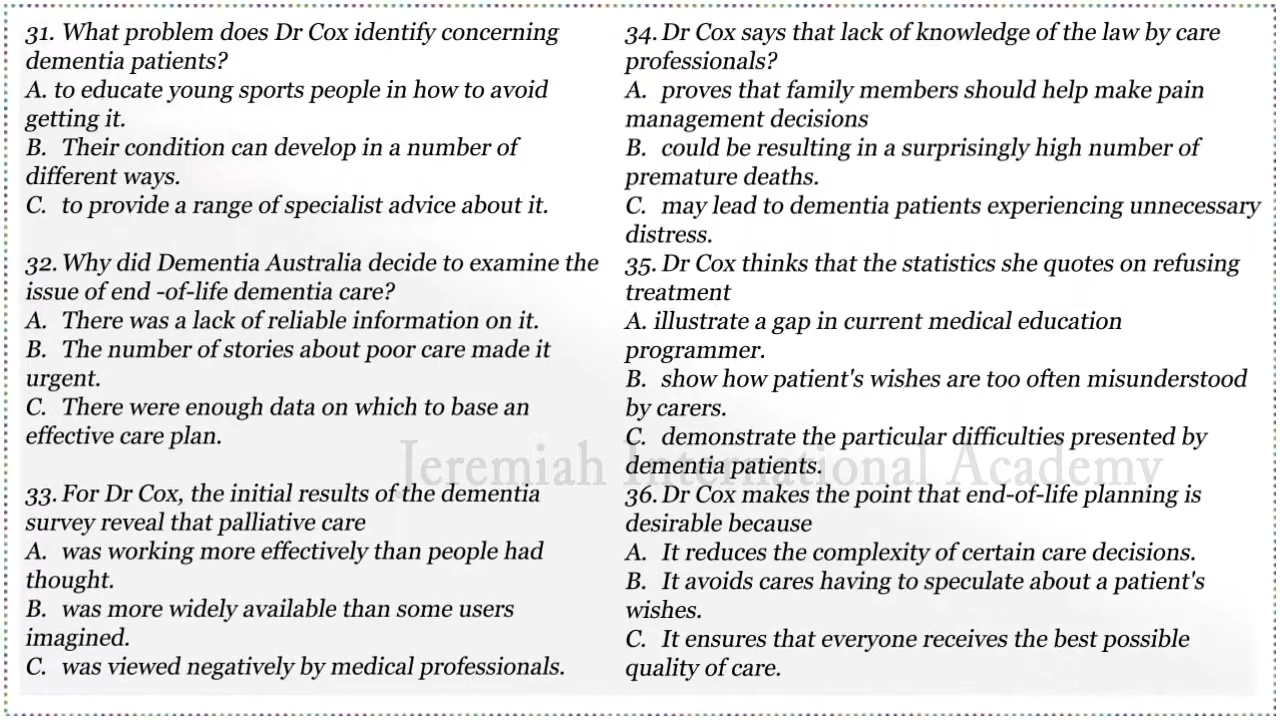 31. What problem does Dr Cox identify concerning
dementia patients?
A. to educate young sports people in how to avoid
getting it.
B. Their condition can develop in a number of
different ways.
C. to provide a range of specialist advice about it.
32. Why did Dementia Australia decide to examine the
issue of end -of-life dementia care?
A. There was a lack of reliable information on it.
B. The number of stories about poor care made it
urgent.
C. There were enough data on which to base an
effective care plan.
33. For Dr Cox, the initial results of the dementia
survey reveal that palliative care
A. was working more effectively than people had
thought.
B. was more widely available than some users
imagined.
C. was viewed negatively by medical professionals.
34. Dr Cox says that lack of knowledge of the law by care
professionals?
A. proves that family members should help make pain
management decisions
B. could be resulting in a surprisingly high number of
premature deaths.
C. may lead to dementia patients experiencing unnecessary
distress.
35. Dr Cox thinks that the statistics she quotes on refusing
treatment
A. illustrate a gap in current medical education
programmer.
B. show how patient's wishes are too often misunderstood
by carers.
C. demonstrate the particular difficulties presented by
dementia patients.
36. Dr Cox makes the point that end-of-life planning is
desirable because
A. It reduces the complexity of certain care decisions.
B. It avoids cares having to speculate about a patient's
wishes.
C. It ensures that everyone receives the best possible
quality of care.
Jeremiah International Academy